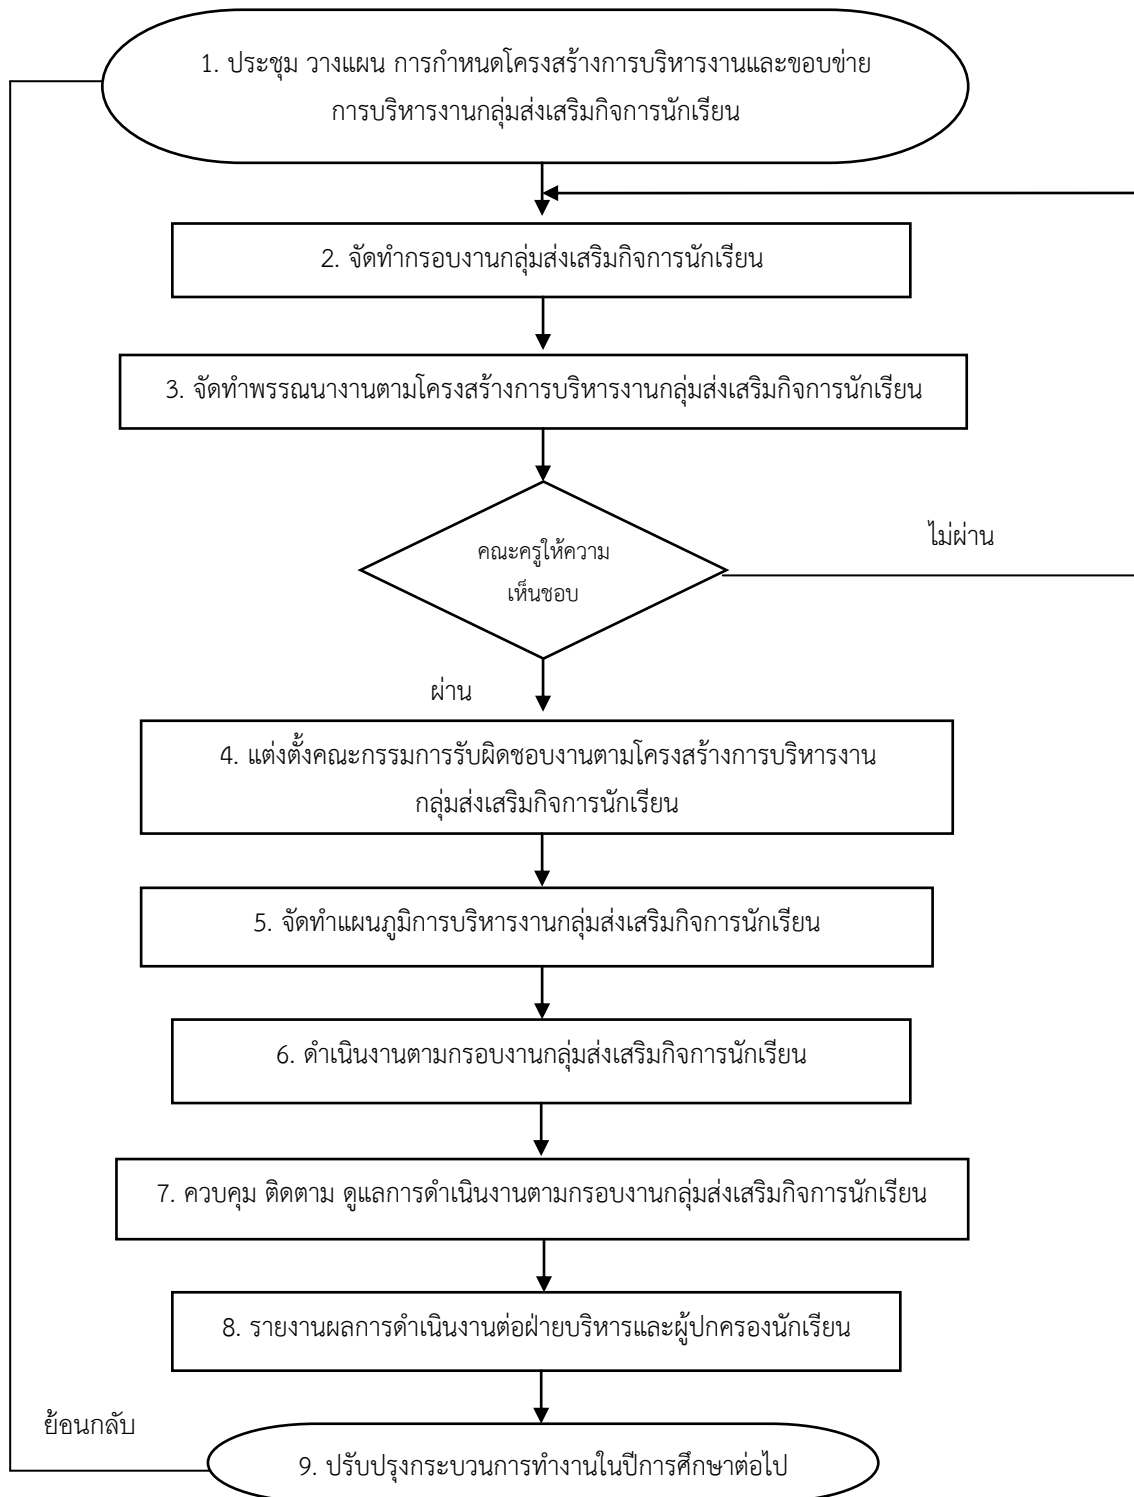 1. ประชุม วางแผน การกำหนดโครงสร้างการบริหารงานและขอบข่าย
การบริหารงานกลุ่มส่งเสริมกิจการนักเรียน
2. จัดทำกรอบงานกลุ่มส่งเสริมกิจการนักเรียน
3. จัดทำพรรณนางานตามโครงสร้างการบริหารงานกลุ่มส่งเสริมกิจการนักเรียน
คณะครูให้ความ
เห็นชอบ
ไม่ผ่าน
ผ่าน
4. แต่งตั้งคณะกรรมการรับผิดชอบงานตามโครงสร้างการบริหารงาน
กลุ่มส่งเสริมกิจการนักเรียน
5. จัดทำแผนภูมิการบริหารงานกลุ่มส่งเสริมกิจการนักเรียน
6. ดำเนินงานตามกรอบงานกลุ่มส่งเสริมกิจการนักเรียน
7. ควบคุม ติดตาม ดูแลการดำเนินงานตามกรอบงานกลุ่มส่งเสริมกิจการนักเรียน
8. รายงานผลการดำเนินงานต่อฝ่ายบริหารและผู้ปกครองนักเรียน
ย้อนกลับ
9. ปรับปรุงกระบวนการทำงานในปีการศึกษาต่อไป